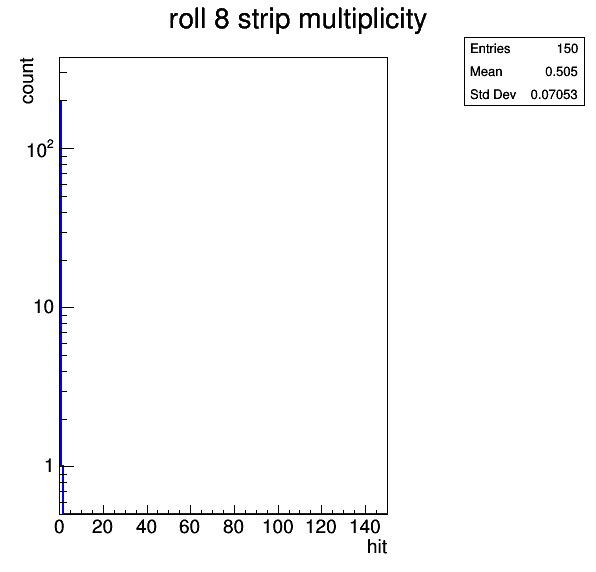 roll 8 strip multiplicity
Entries 150
Mean 0.505
Std Dev 0.07053
count
10²
10
1
0 20 40 60 80 100 120 140
hit